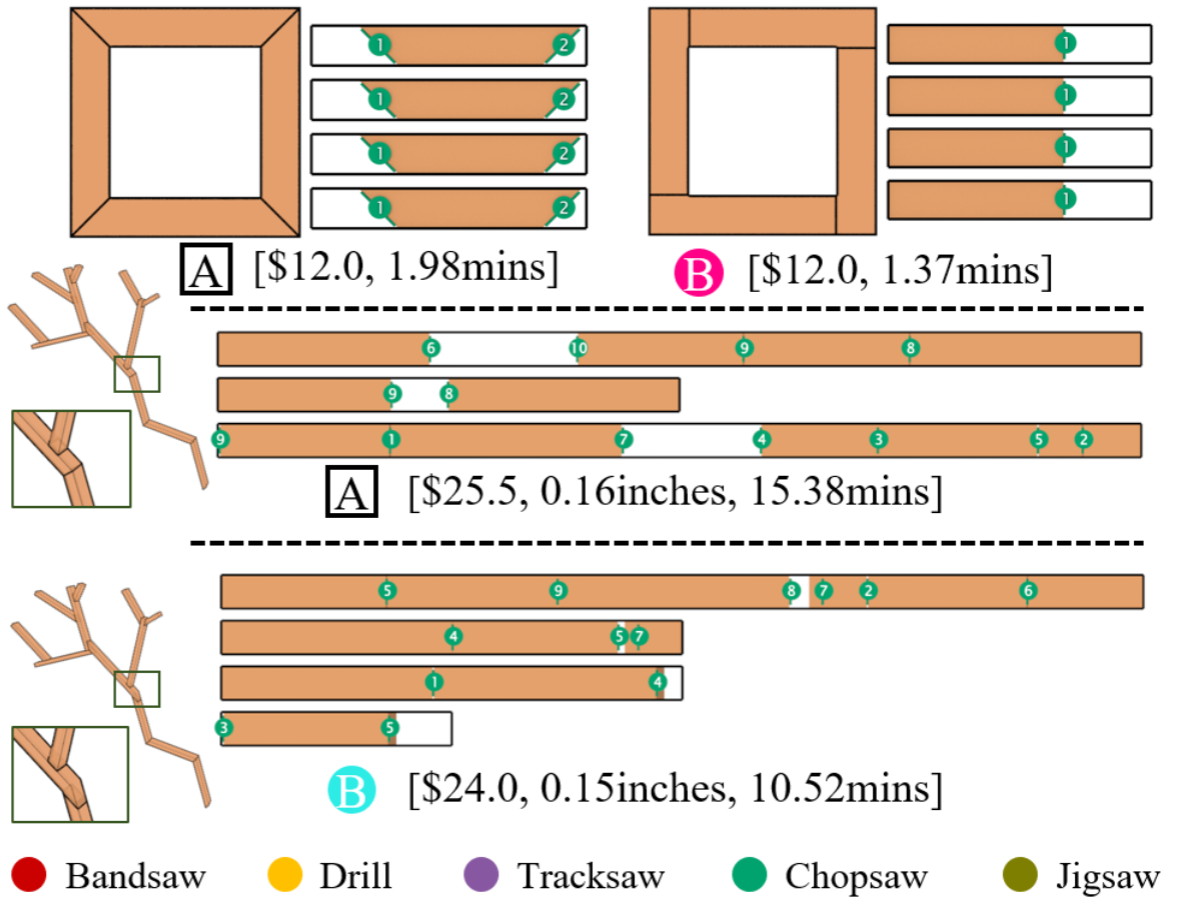 1 2 1
1 2 1
1 2 1
1 2 1
A [$12.0, 1.98mins] B [$12.0, 1.37mins]
6 10 9 8
9 8
9 1 7 4 3 5 2
A [$25.5, 0.16inches, 15.38mins]
5 9 8 7 2 6
4 5 7
1 4
3 5
B [$24.0, 0.15inches, 10.52mins]
Bandsaw Drill Tracksaw Chopsaw Jigsaw